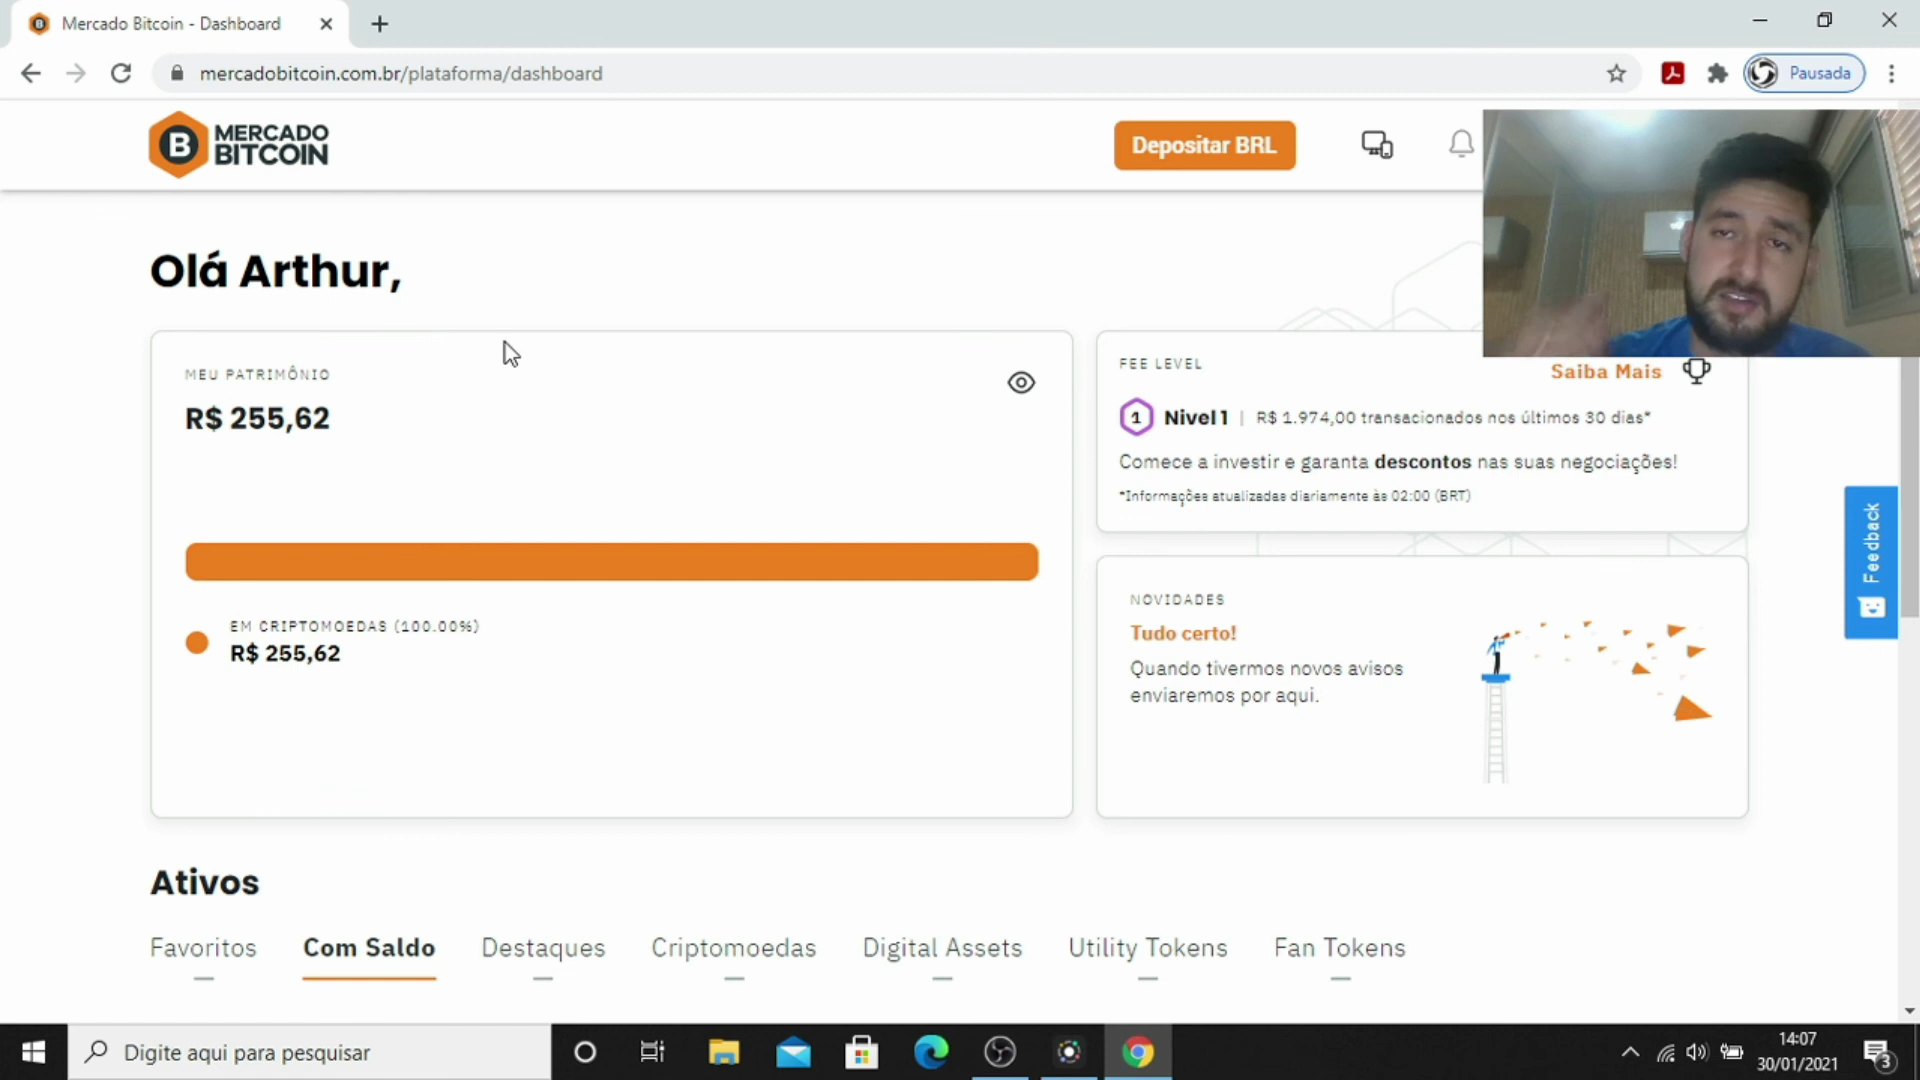 Mercado Bitcoin - Dashboard
mercadobitcoin.com.br/plataforma/dashboard
Pausada
B MERCADO
BITCOIN
Depositar BRL
Olá Arthur,
MEU PATRIMÔNIO
R$ 255,62
EM CRIPTOMOEDAS (100.00%)
R$ 255,62
FEE LEVEL
Saiba Mais
1 Nivel 1 | R$ 1.974,00 transacionados nos últimos 30 dias*
Comece a investir e garanta descontos nas suas negociações!
*Informações atualizadas diariamente às 02:00 (BRT)
NOVIDADES
Tudo certo!
Quando tivermos novos avisos
enviaremos por aqui.
Feedback
Ativos
Favoritos Com Saldo Destaques Criptomoedas Digital Assets Utility Tokens Fan Tokens
Digite aqui para pesquisar
14:07
30/01/2021
3